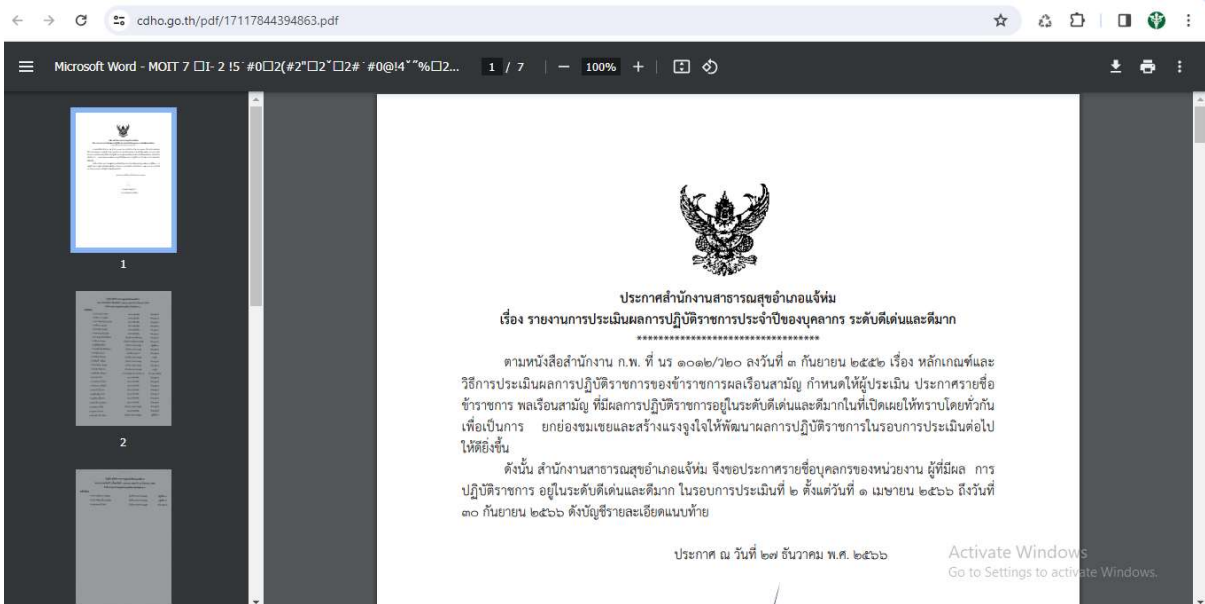 cdho.go.th/pdf/17117844394863.pdf
Microsoft Word - MOIT 7 □I- 2 !5˙#0□2(#2"□2ˇ□2#˙#0@!4ˇ˝%□2... 1 / 7 100%
ประกาศสำนักงานสาธารณสุขอำเภอแจ้ห่ม
เรื่อง รายงานการประเมินผลการปฏิบัติราชการประจำปีของบุคลากร ระดับดีเด่นและดีมาก
**********************************
ตามหนังสือสำนักงาน ก.พ. ที่ นร ๑๐๑๒/ว๒๐ ลงวันที่ ๓ กันยายน ๒๕๕๒ เรื่อง หลักเกณฑ์และ
วิธีการประเมินผลการปฏิบัติราชการของข้าราชการผลเรือนสามัญ กำหนดให้ผู้ประเมิน ประกาศรายชื่อ
ข้าราชการ พลเรือนสามัญ ที่มีผลการปฏิบัติราชการอยู่ในระดับดีเด่นและดีมากในที่เปิดเผยให้ทราบโดยทั่วกัน
เพื่อเป็นการ ยกย่องชมเชยและสร้างแรงจูงใจให้พัฒนาผลการปฏิบัติราชการในรอบการประเมินต่อไป
ให้ดียิ่งขึ้น
ดังนั้น สำนักงานสาธารณสุขอำเภอแจ้ห่ม จึงขอประกาศรายชื่อบุคลกรของหน่วยงาน ผู้ที่มีผล การ
ปฏิบัติราชการ อยู่ในระดับดีเด่นและดีมาก ในรอบการประเมินที่ ๒ ตั้งแต่วันที่ ๑ เมษายน ๒๕๖๖ ถึงวันที่
๓๐ กันยายน ๒๕๖๖ ดังบัญชีรายละเอียดแนบท้าย
ประกาศ ณ วันที่ ๒๗ ธันวาคม พ.ศ. ๒๕๖๖
Activate Windows
Go to Settings to activate Windows.
1
2